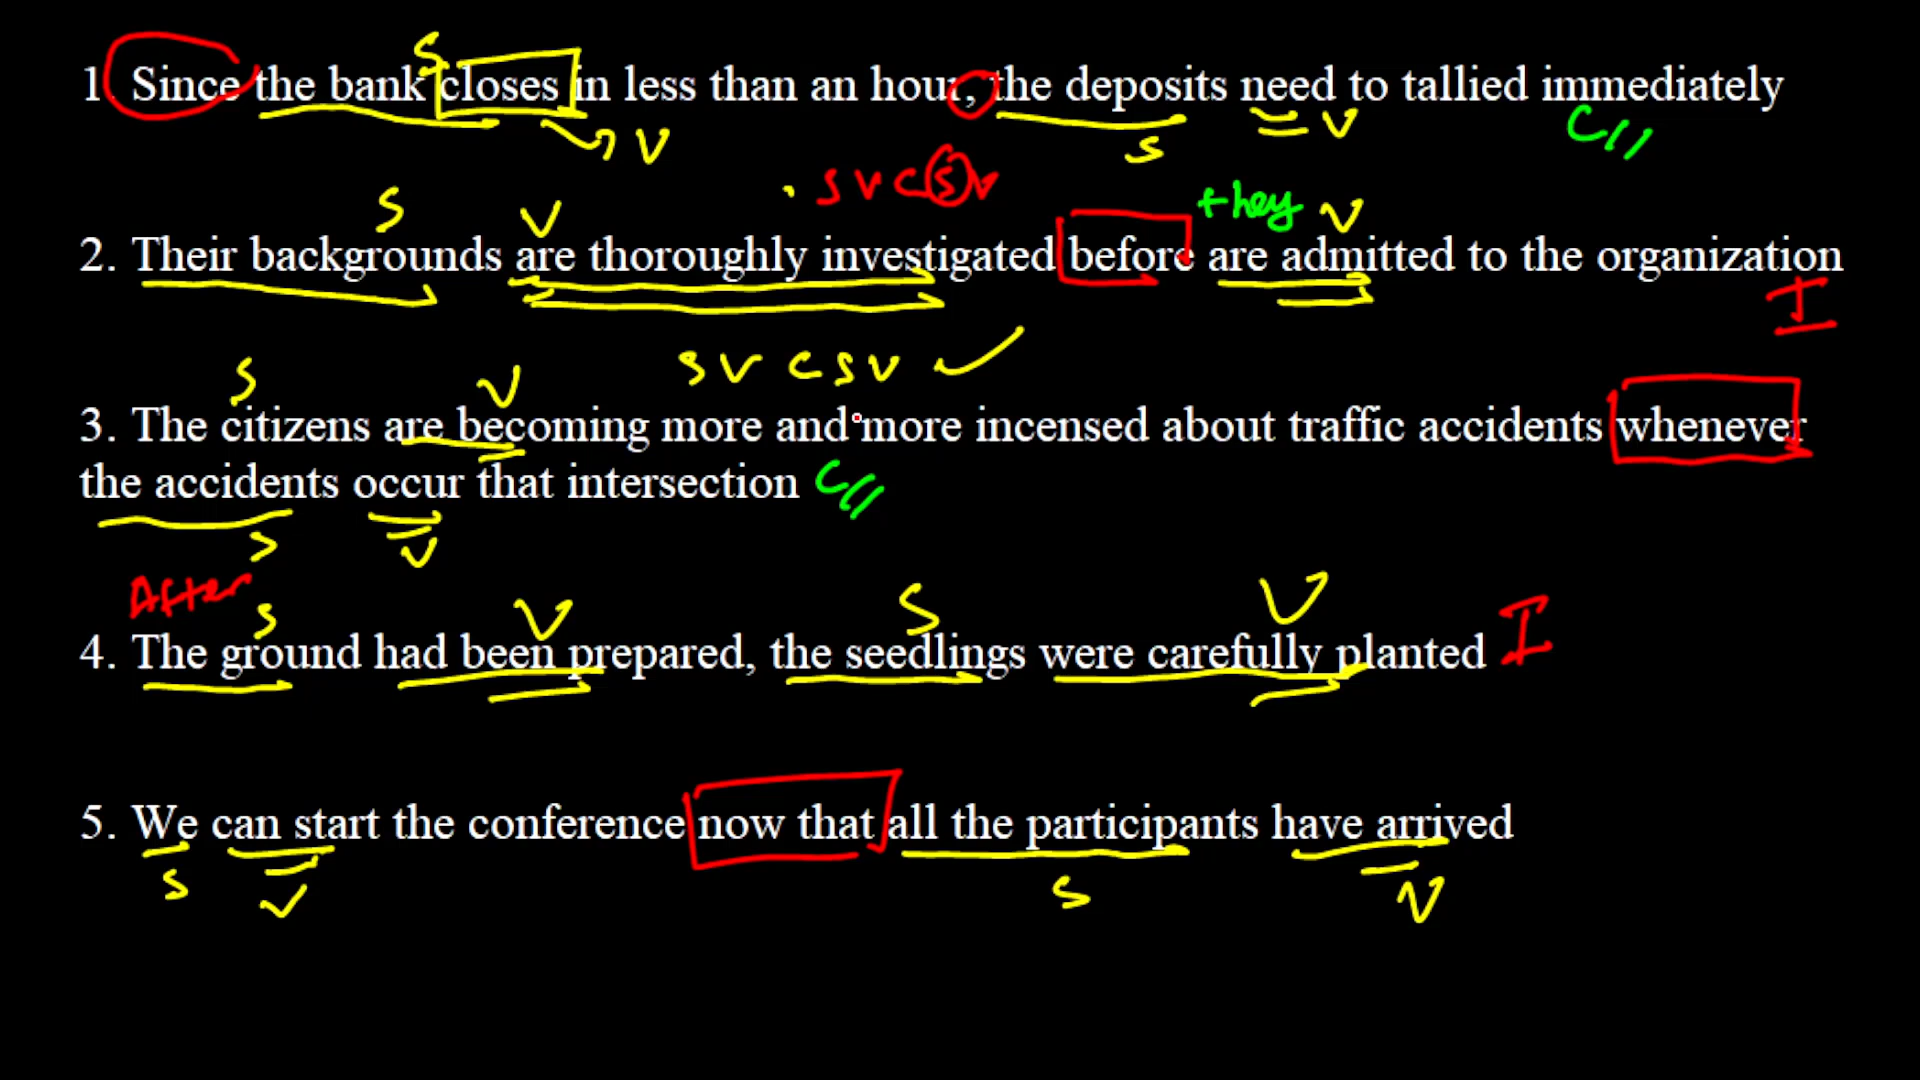 S
1. Since the bank closes in less than an hour, the deposits need to tallied immediately
V S V C
S V C S V
S V they V
2. Their backgrounds are thoroughly investigated before are admitted to the organization
I
S V C S V
S V
3. The citizens are becoming more and more incensed about traffic accidents whenever
the accidents occur that intersection C
S V
After S V S V
4. The ground had been prepared, the seedlings were carefully planted I
5. We can start the conference now that all the participants have arrived
S V S V